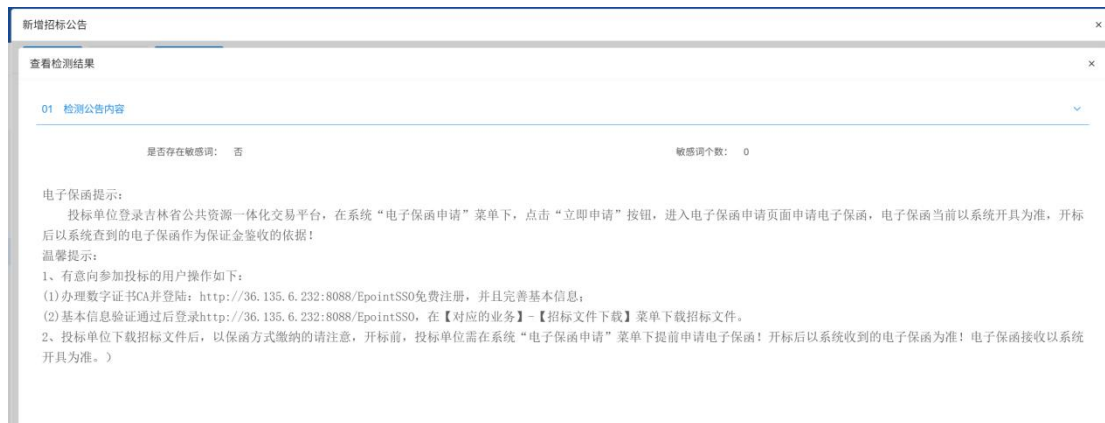 新增招标公告
×
查看检测结果
×
01 检测公告内容
是否存在敏感词： 否
敏感词个数： 0
电子保函提示：
投标单位登录吉林省公共资源一体化交易平台，在系统“电子保函申请”菜单下，点击“立即申请”按钮，进入电子保函申请页面申请电子保函，电子保函当前以系统开具为准，开标
后以系统查到的电子保函作为保证金鉴收的依据！
温馨提示：
1、有意向参加投标的用户操作如下：
(1)办理数字证书CA并登陆：http://36.135.6.232:8088/EpointSSO免费注册，并且完善基本信息；
(2)基本信息验证通过后登录http://36.135.6.232:8088/EpointSSO，在【对应的业务】-【招标文件下载】菜单下载招标文件。
2、投标单位下载招标文件后，以保函方式缴纳的请注意，开标前，投标单位需在系统“电子保函申请”菜单下提前申请电子保函！开标后以系统收到的电子保函为准！电子保函接收以系统
开具为准。）